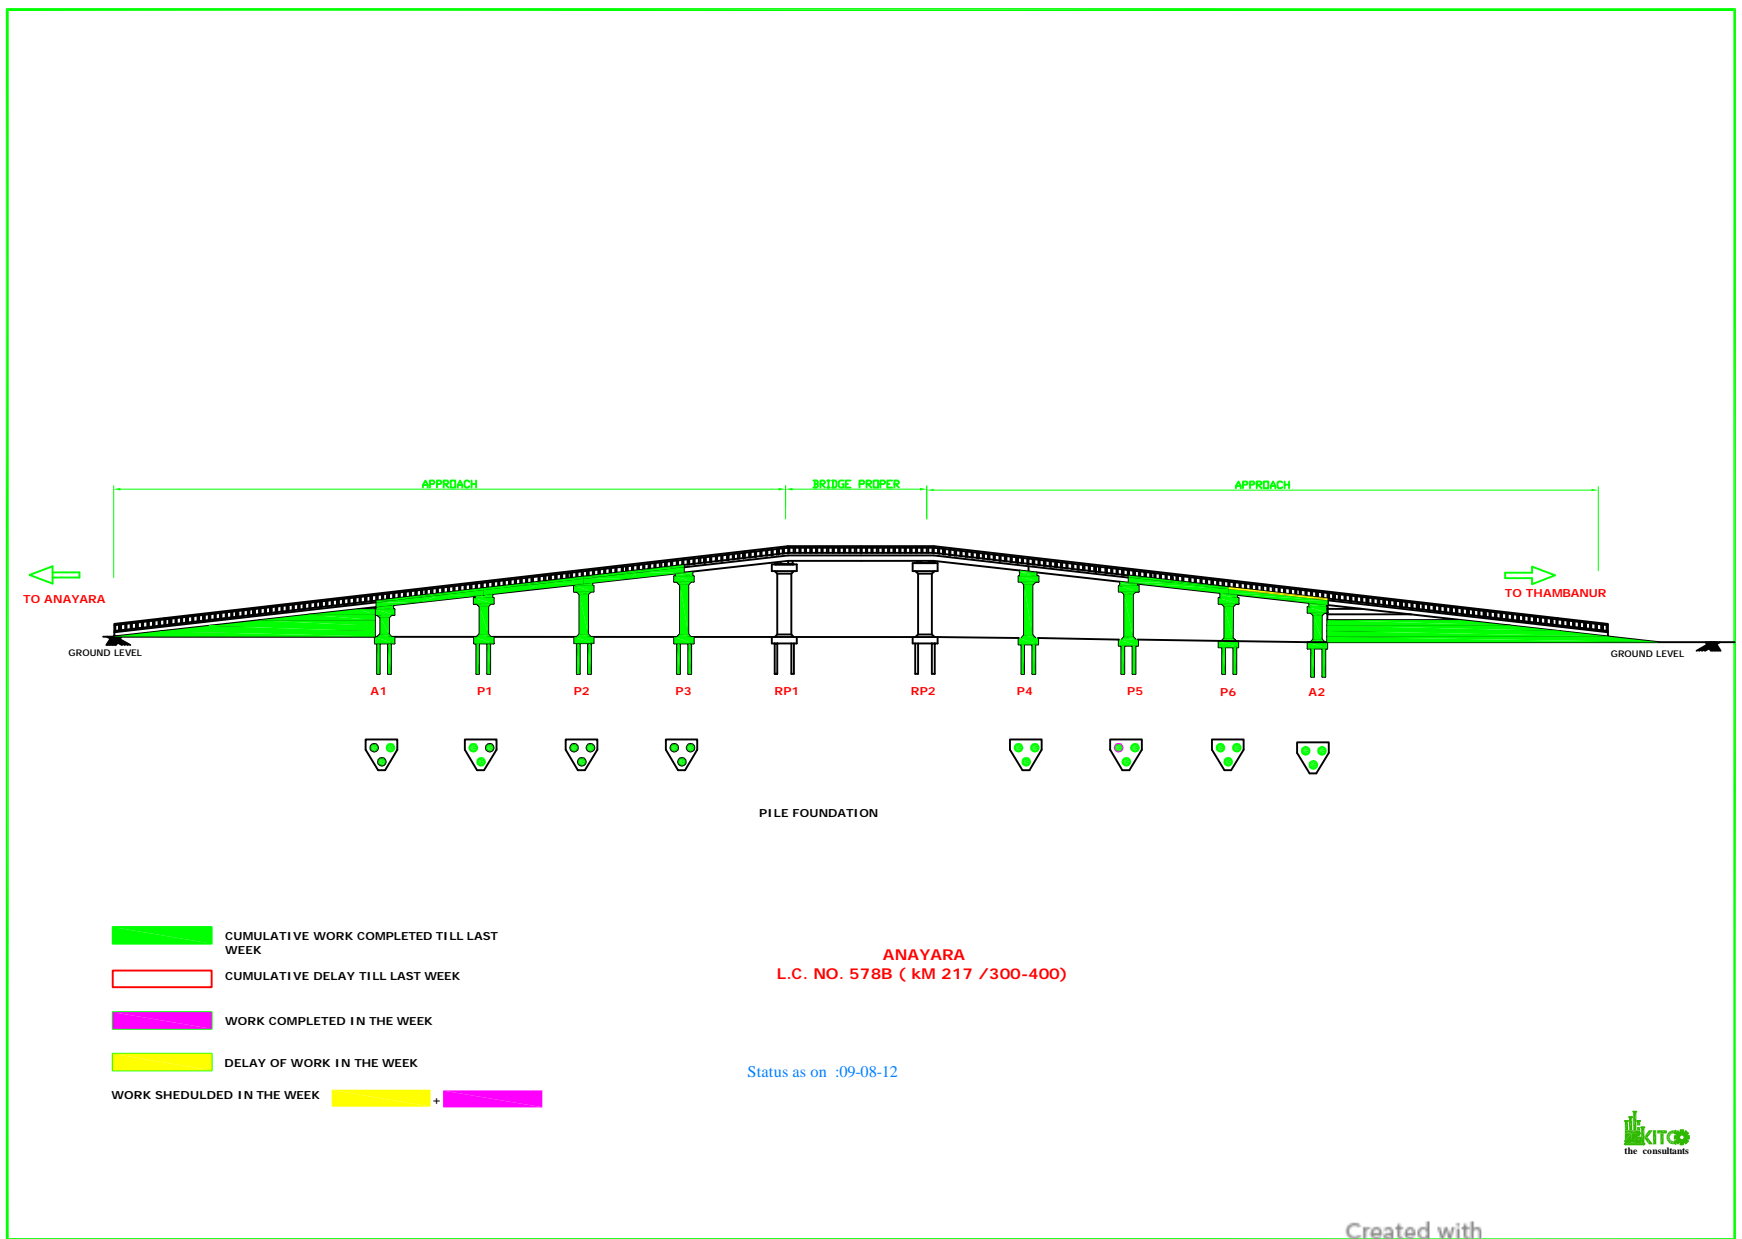 APPROACH
BRIDGE PROPER
APPROACH
TO ANAYARA
TO THAMBANUR
GROUND LEVEL
GROUND LEVEL
A1
P1
P2
P3
RP1
RP2
P4
P5
P6
A2
PILE FOUNDATION
CUMULATIVE WORK COMPLETED TILL LAST
WEEK
CUMULATIVE DELAY TILL LAST WEEK
WORK COMPLETED IN THE WEEK
DELAY OF WORK IN THE WEEK
WORK SHEDULDED IN THE WEEK +
ANAYARA
L.C. NO. 578B ( kM 217 /300-400)
Status as on :09-08-12
KITCO
the consultants
Created with